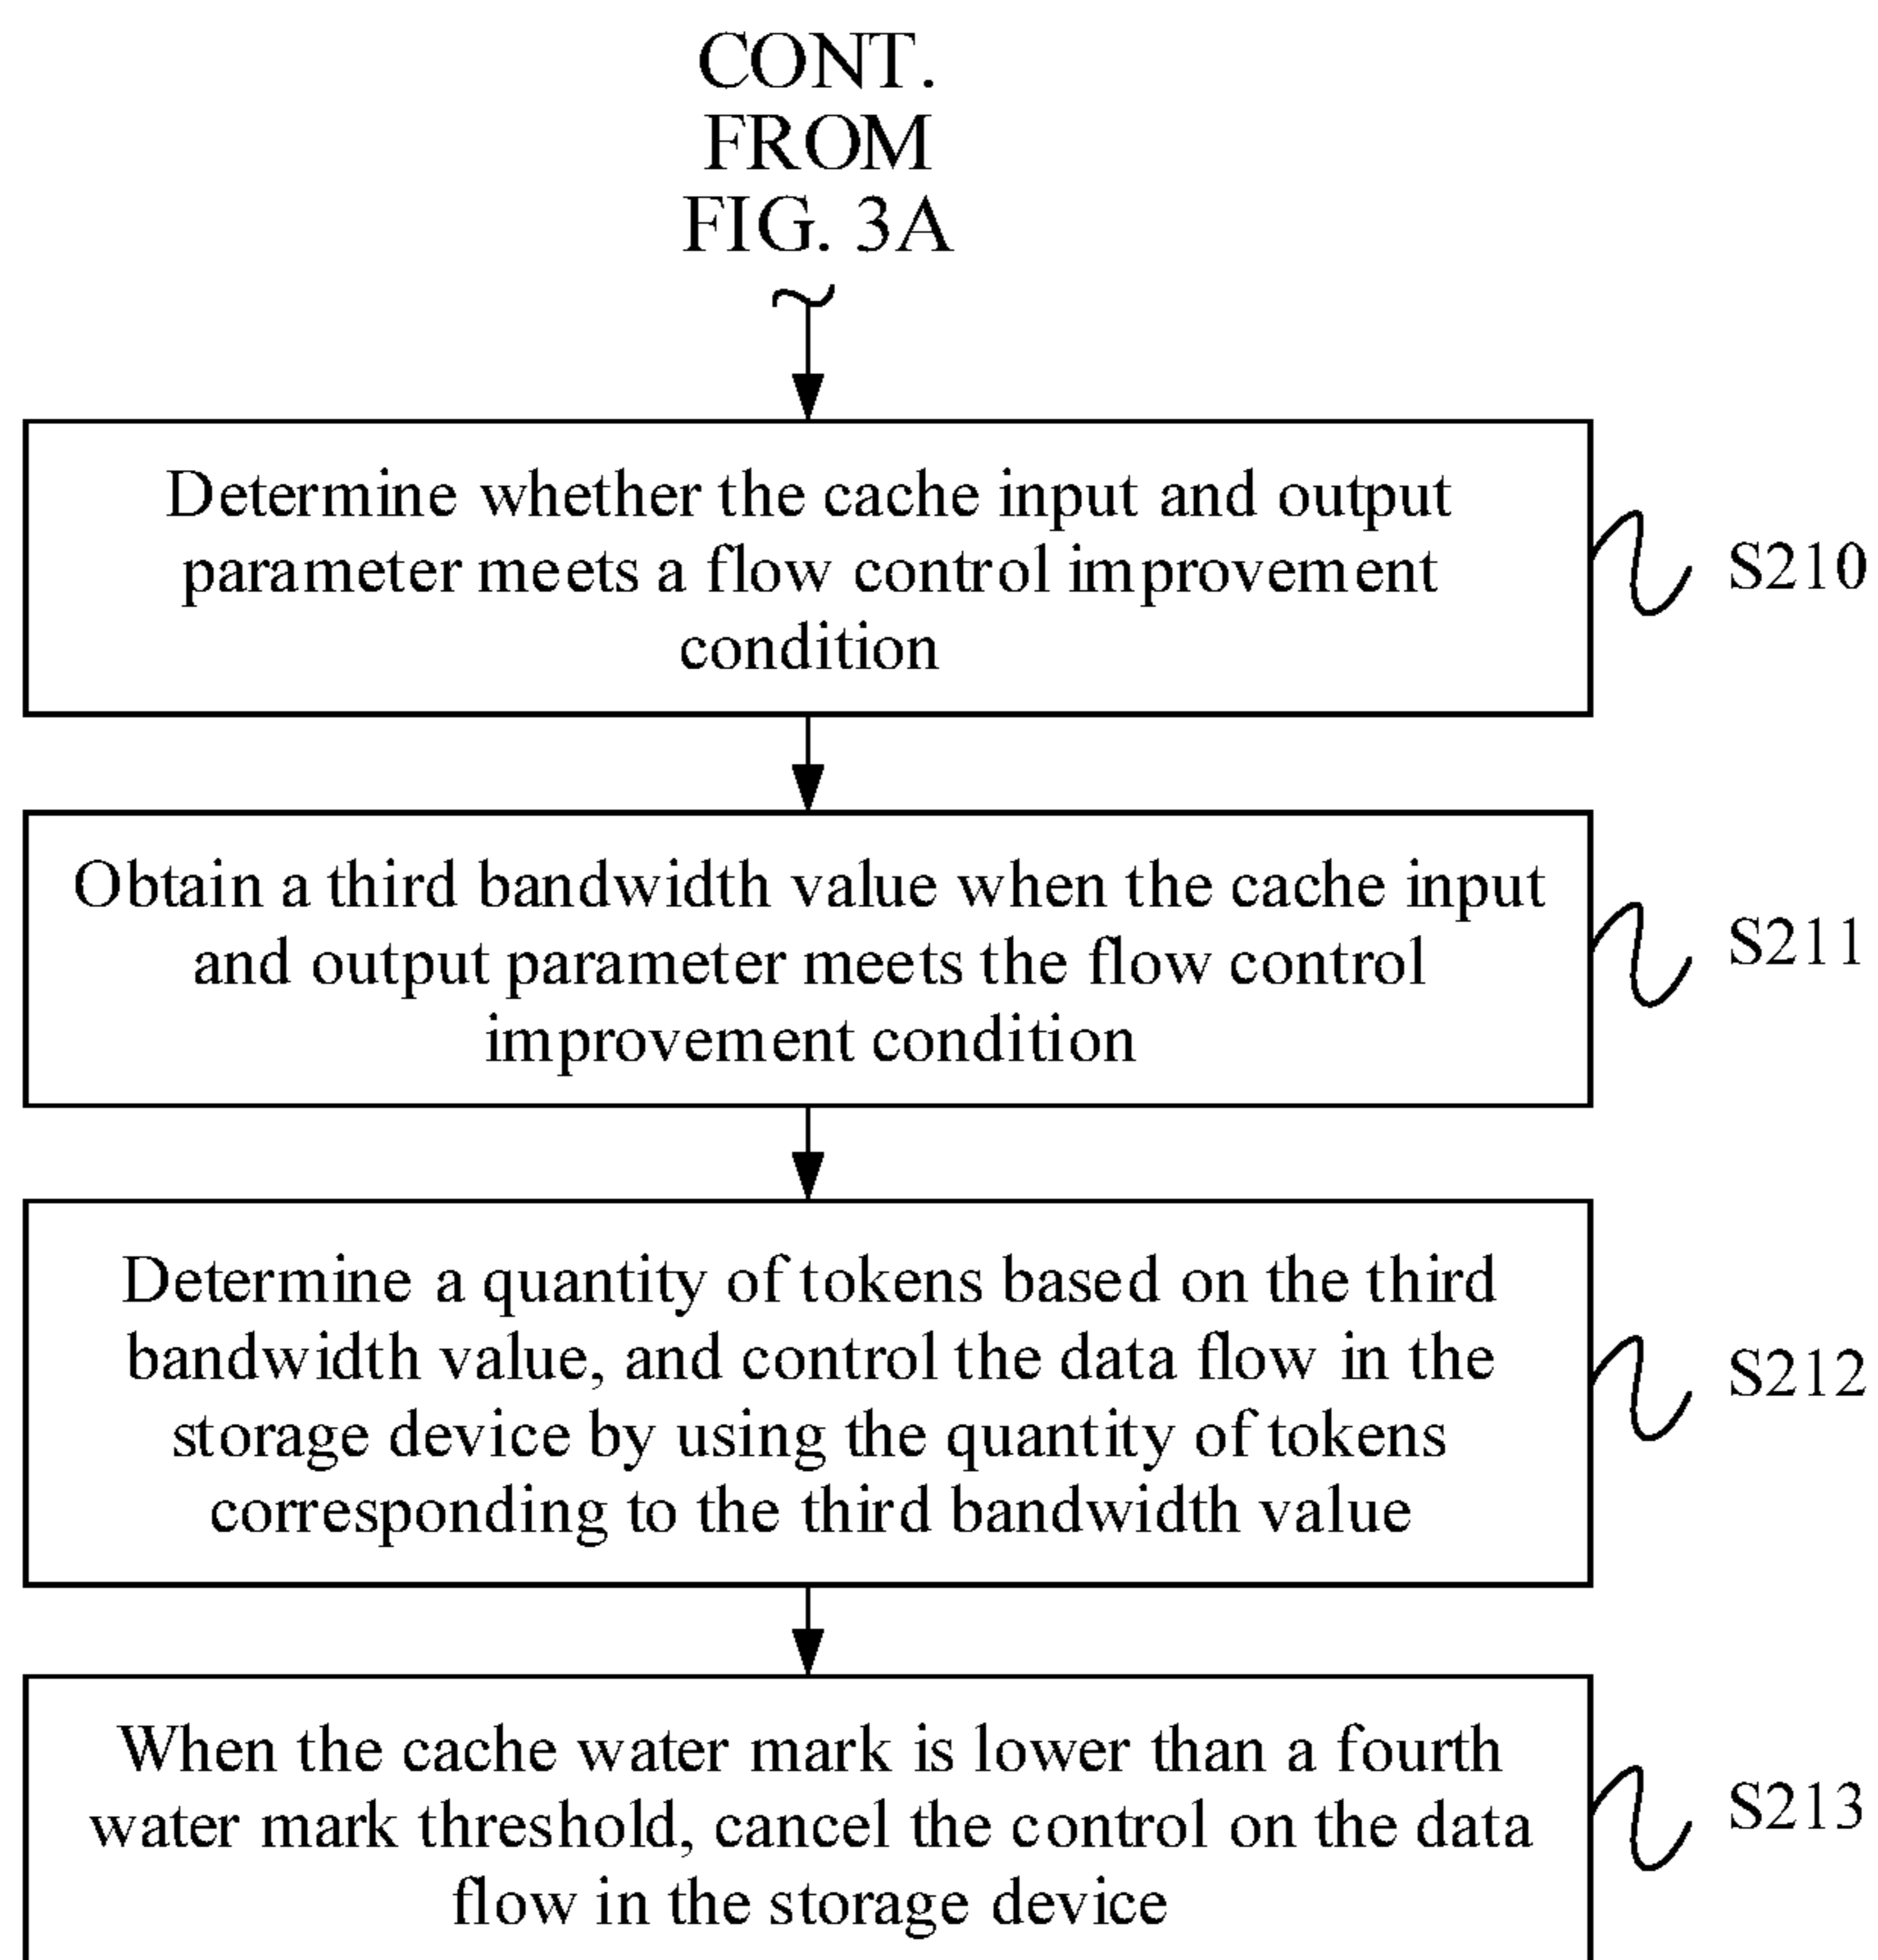 CONT.
FROM
FIG. 3A
Determine whether the cache input and output
parameter meets a flow control improvement
condition
S210
Obtain a third bandwidth value when the cache input
and output parameter meets the flow control
improvement condition
S211
Determine a quantity of tokens based on the third
bandwidth value, and control the data flow in the
storage device by using the quantity of tokens
corresponding to the third bandwidth value
S212
When the cache water mark is lower than a fourth
water mark threshold, cancel the control on the data
flow in the storage device
S213